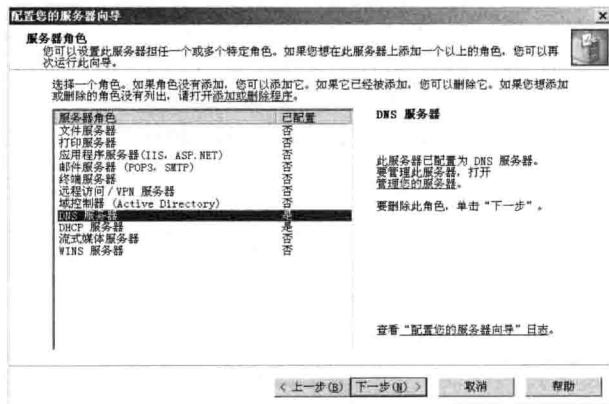 配置您的服务器向导
服务器角色
您可以设置此服务器担任一个或多个特定角色。如果您想在此服务器上添加一个以上的角色，您可以再
次运行此向导。
选择一个角色。如果角色没有添加，您可以添加它。如果它已经被添加，您可以删除它。如果您想添加
或删除的角色没有列出，请打开添加或删除程序。
服务器角色 已配置
文件服务器 否
打印服务器 否
应用程序服务器(IIS, ASP.NET) 否
邮件服务器 (POP3, SMTP) 否
终端服务器 否
远程访问/VPN 服务器 否
域控制器 (Active Directory) 否
DNS 服务器 是
DHCP 服务器 是
流式媒体服务器 否
WINS 服务器 否
DNS 服务器
此服务器已配置为 DNS 服务器。
要管理此服务器，打开
管理您的服务器。
要删除此角色，单击"下一步"。
查看"配置您的服务器向导"日志。
< 上一步(B) 下一步(N) > 取消 帮助